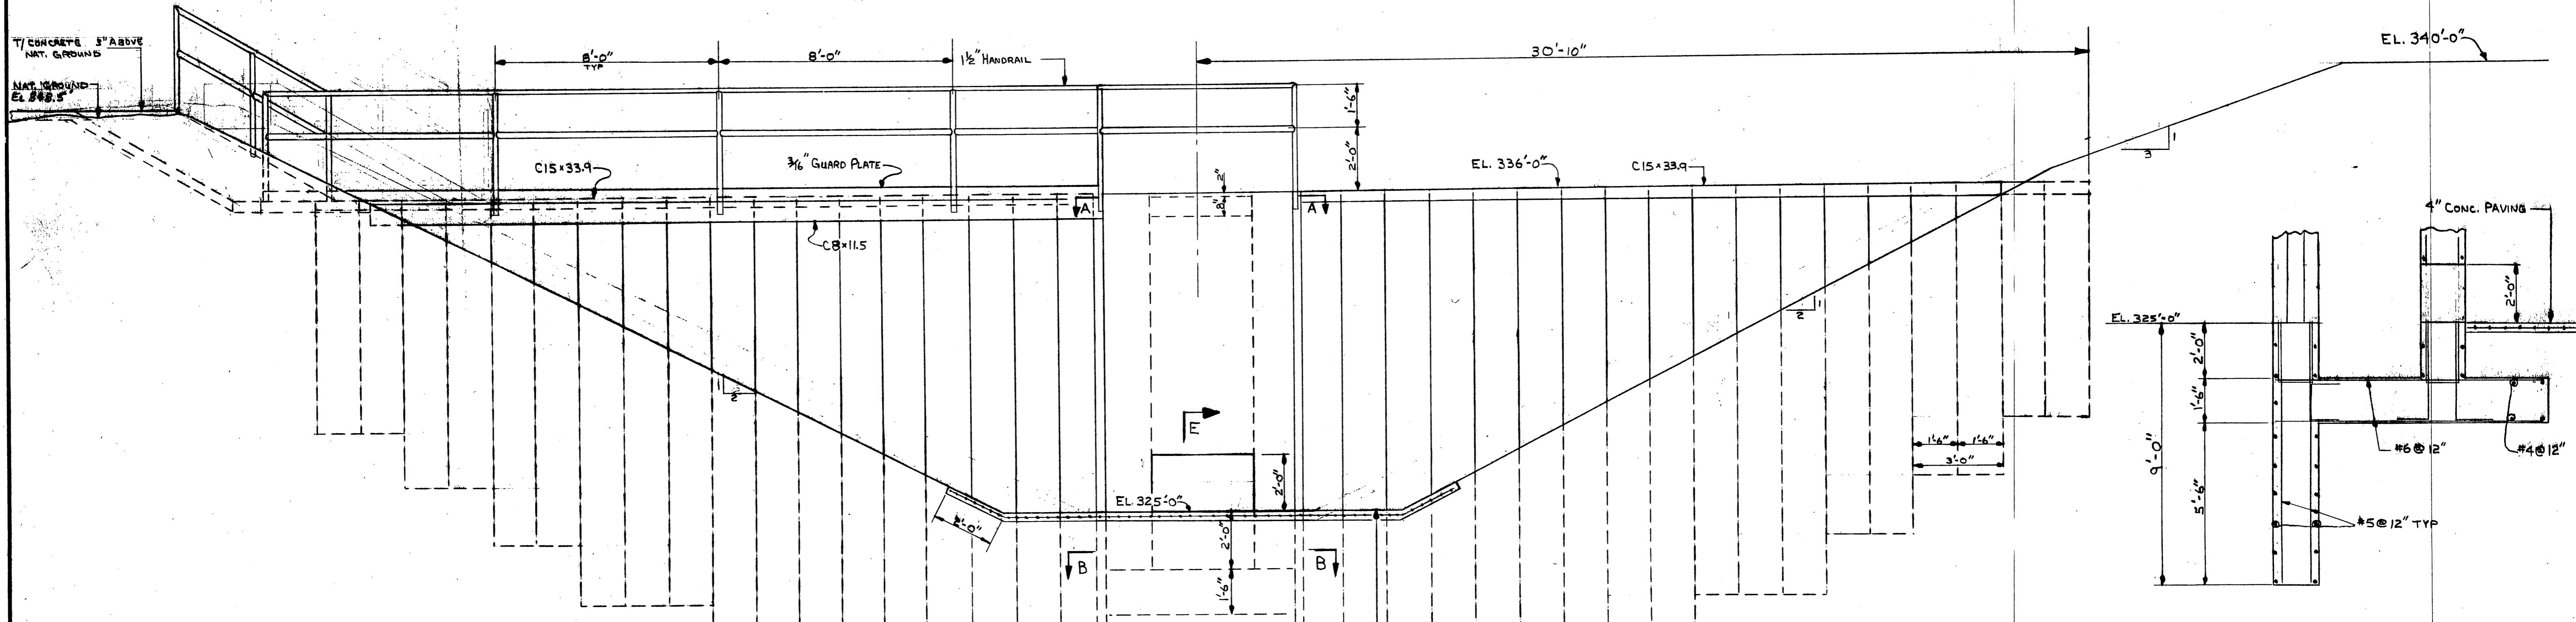 T/ CONCRETE 3" ABOVE
NAT. GROUND
NAT. GROUND
EL
8'-0"
TYP
8'-0"
1½" HANDRAIL
30'-10"
EL. 340'-0"
1'-6"
2'-0"
1
3
C15×33.9
3/16" GUARD PLATE
EL. 336'-0"
C15×33.9
2"
8"
A
A
C8×11.5
4" CONC. PAVING
2'-0"
1
2
EL. 325'-0"
2'-0"
1'-6"
9'-0"
5'-6"
2
E
1'-6"
1'-6"
3'-0"
#6@12"
#4@12"
2'-0"
EL. 325'-0"
2'-0"
#5@12" TYP
B
B
1'-6"